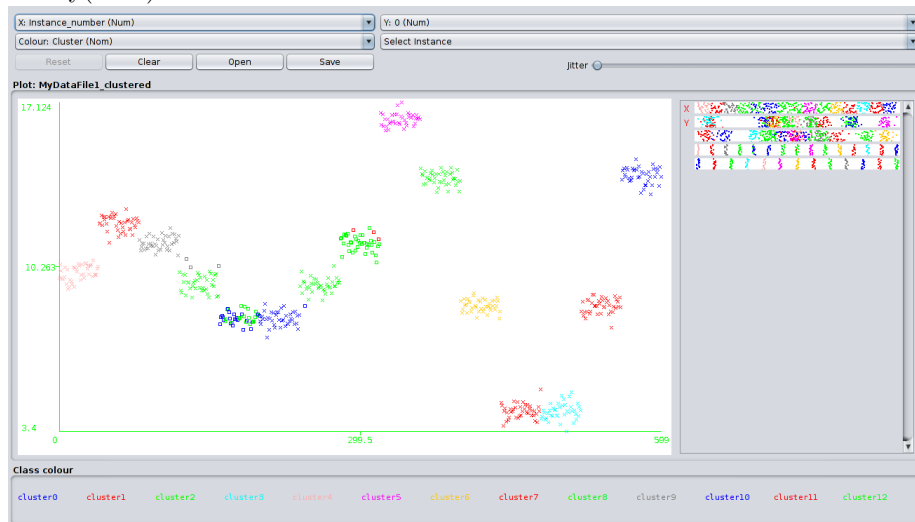 X: Instance_number (Num)
Y: 0 (Num)
Colour: Cluster (Nom)
Select Instance
Reset
Clear
Open
Save
Jitter
Plot: MyDataFile1_clustered
17.124
10.263
3.4
0
299.5
599
X
Y
Class colour
cluster0 cluster1 cluster2 cluster3 cluster4 cluster5 cluster6 cluster7 cluster8 cluster9 cluster10 cluster11 cluster12